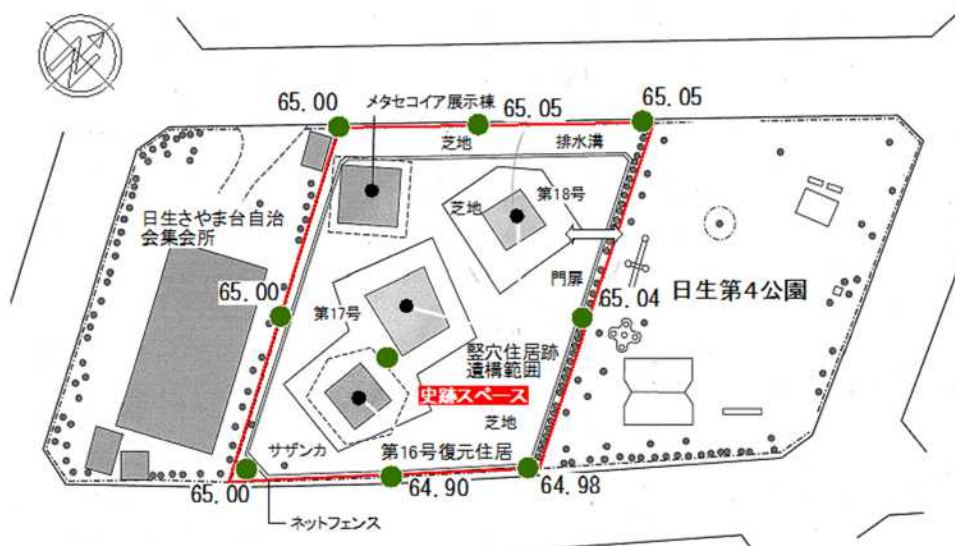 65.00
メタセコイア展示棟
65.05
65.05
芝地
排水溝
芝地
第18号
日生さやま台自治
会集会所
門扉
日生第4公園
65.00
第17号
65.04
竪穴住居跡
遺構範囲
史跡スペース
芝地
サザンカ
第16号復元住居
65.00
64.90
64.98
ネットフェンス